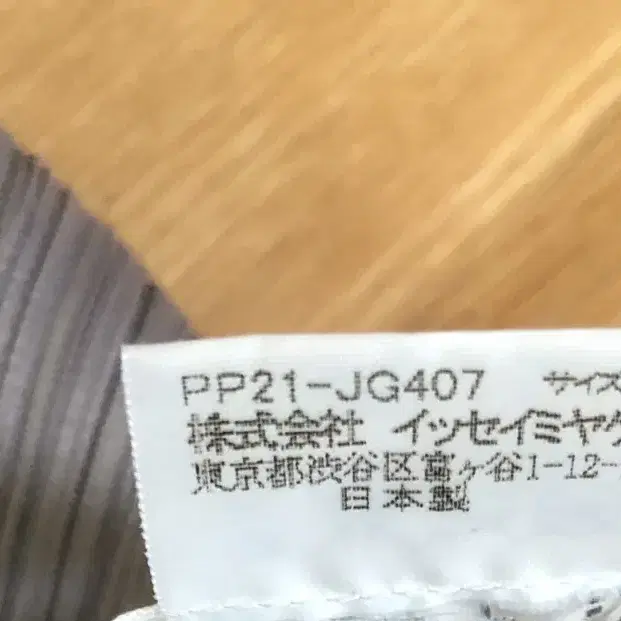 PP21-JG407 サイズ
株式会社 イッセイミヤケ
東京都渋谷区富ヶ谷1-12-
日本製